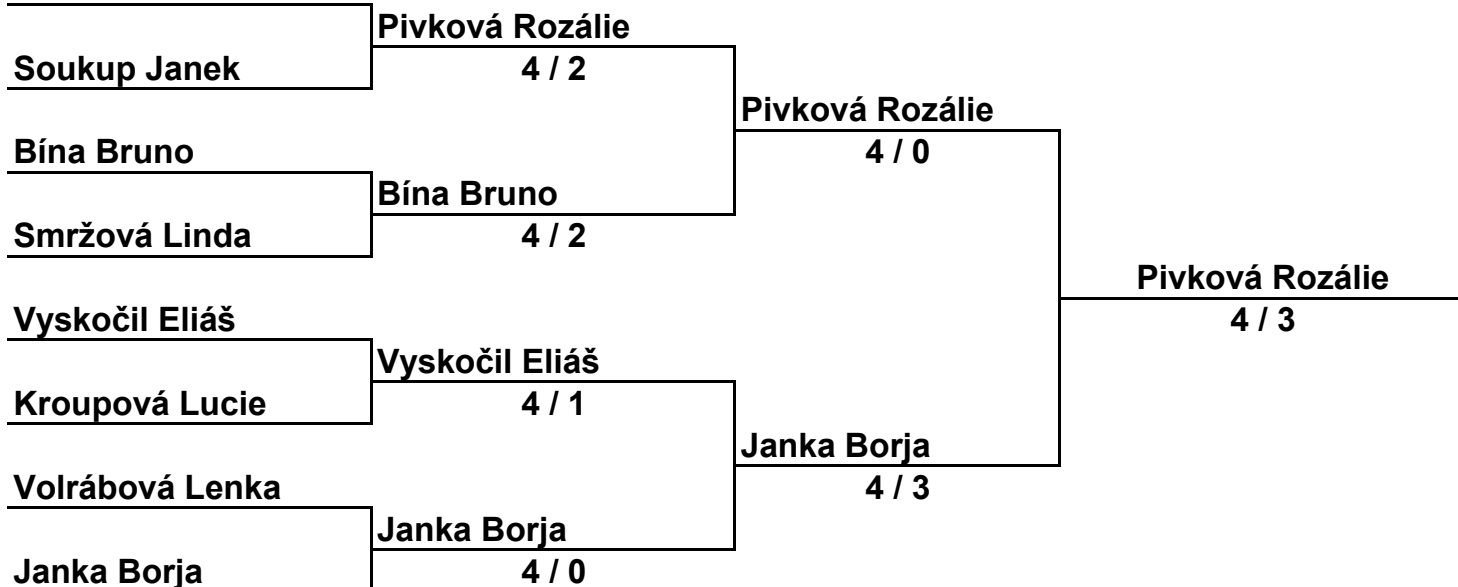 Pivková Rozálie
Soukup Janek
4 / 2
Pivková Rozálie
Bína Bruno
4 / 0
Bína Bruno
Smržová Linda
4 / 2
Pivková Rozálie
Vyskočil Eliáš
4 / 3
Vyskočil Eliáš
Kroupová Lucie
4 / 1
Janka Borja
Volrábová Lenka
4 / 3
Janka Borja
Janka Borja
4 / 0